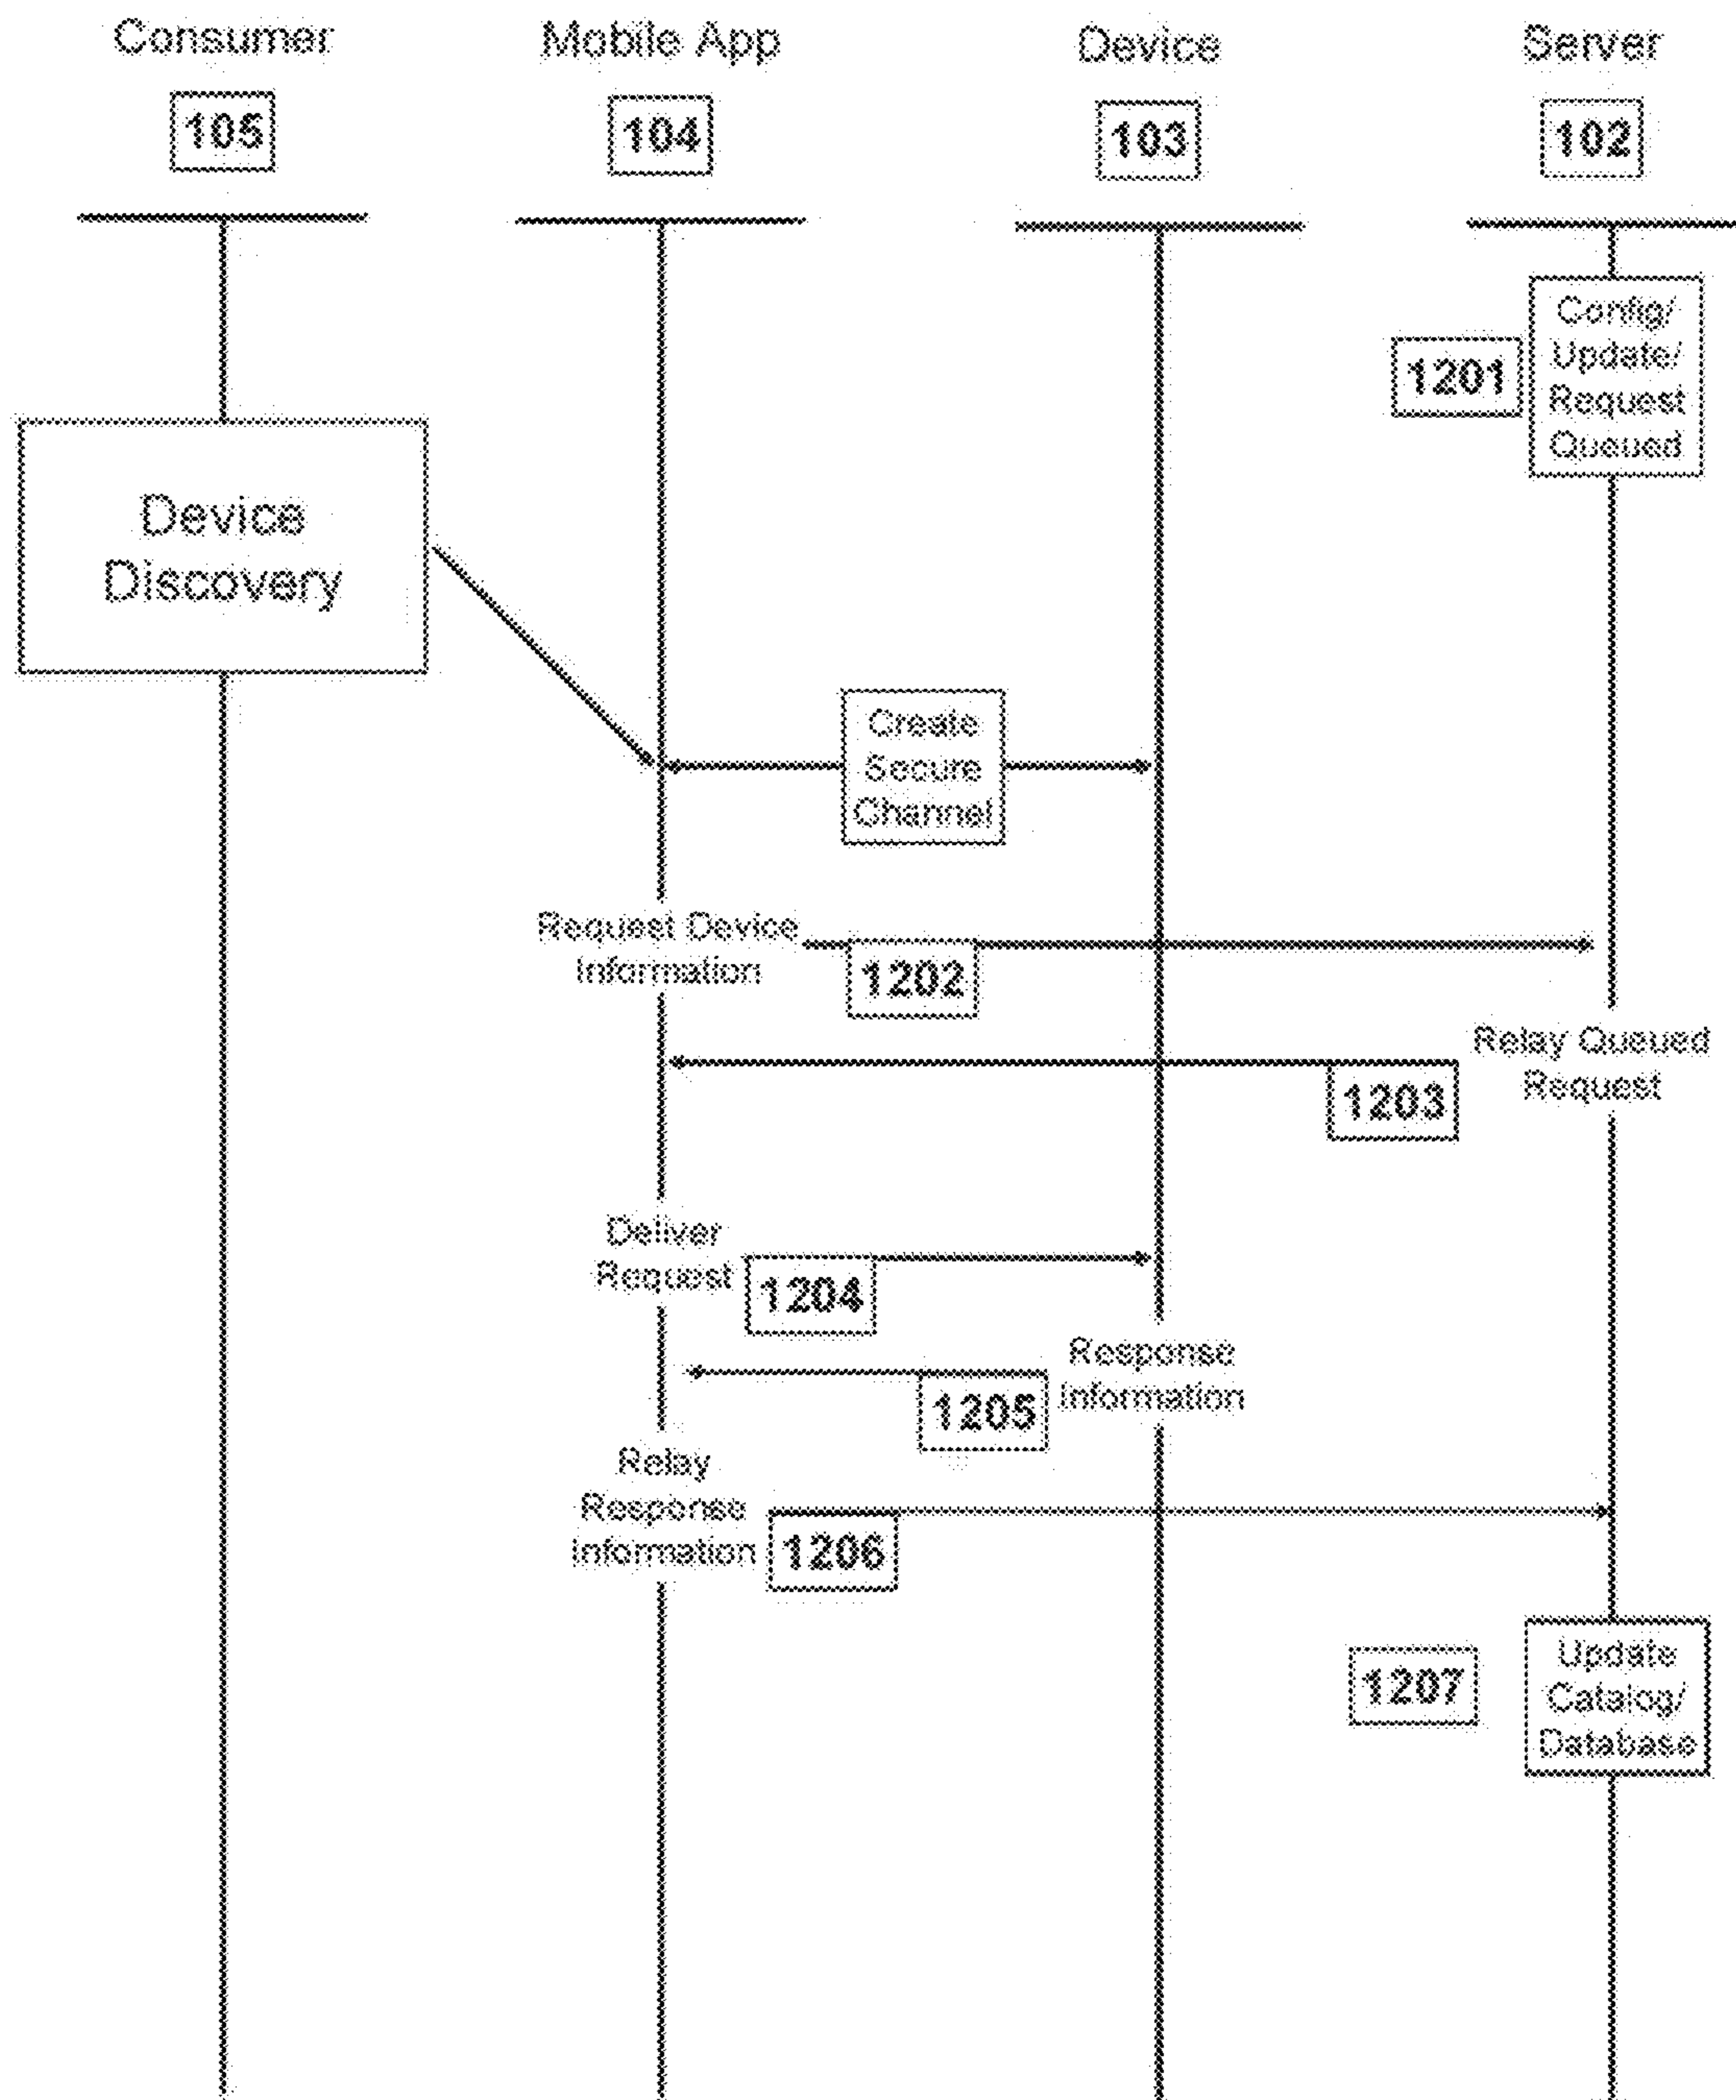 Consumer
Mobile App
Device
Server
105
104
103
102
Config/
Update/
Request
Queued
1201
Device
Discovery
Create
Secure
Channel
Request Device
Information
1202
Relay Queued
Request
1203
Deliver
Request
1204
Response
Information
1205
Relay
Response
Information
1206
Update
Catalog/
Database
1207